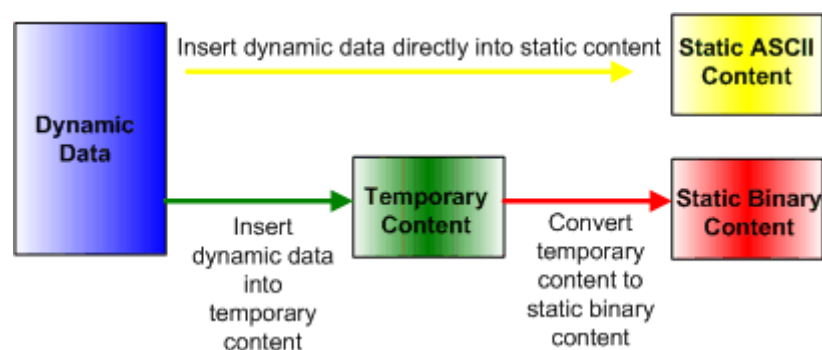 Insert dynamic data directly into static content
Static ASCII
Content
Dynamic
Data
Temporary
Content
Static Binary
Content
Insert
dynamic data
into
temporary
content
Convert
temporary
content to
static binary
content